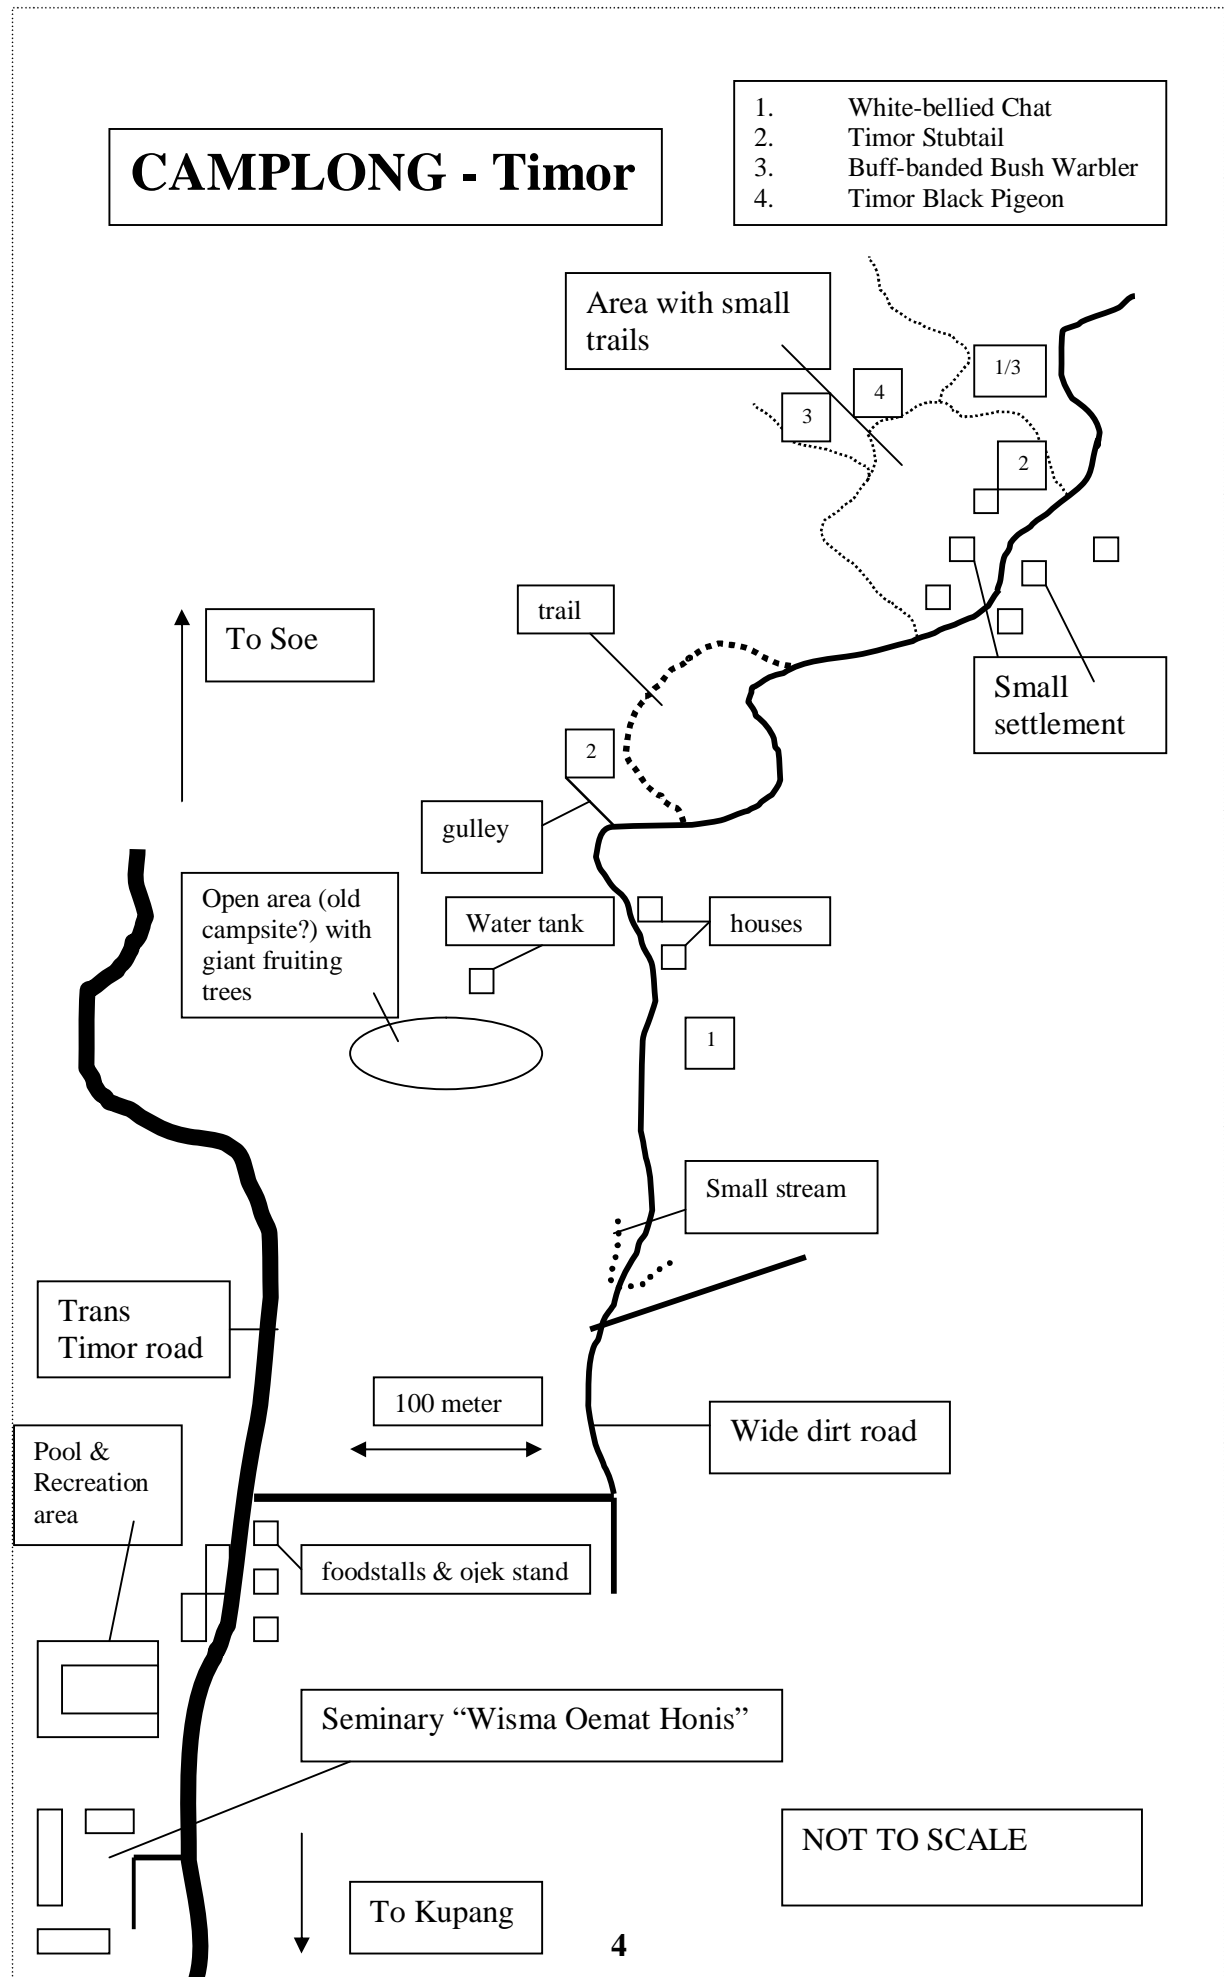 CAMPLONG - Timor
1. White-bellied Chat
2. Timor Stubtail
3. Buff-banded Bush Warbler
4. Timor Black Pigeon
Area with small
trails
1/3
4
3
2
trail
To Soe
Small
settlement
2
gulley
Open area (old
campsite?) with
giant fruiting
trees
Water tank
houses
1
Small stream
Trans
Timor road
100 meter
Wide dirt road
Pool &
Recreation
area
foodstalls & ojek stand
Seminary “Wisma Oemat Honis”
NOT TO SCALE
To Kupang
4